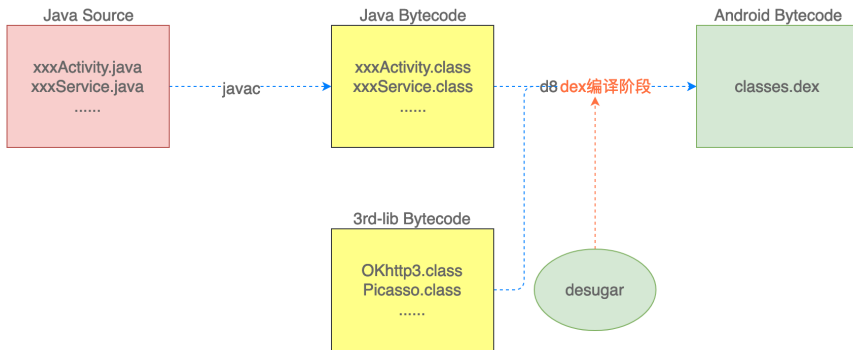 Java Source
Java Bytecode
Android Bytecode
xxxActivity.java
xxxService.java
......
javac
xxxActivity.class
xxxService.class
......
d8 dex编译阶段
classes.dex
3rd-lib Bytecode
OKhttp3.class
Picasso.class
......
desugar